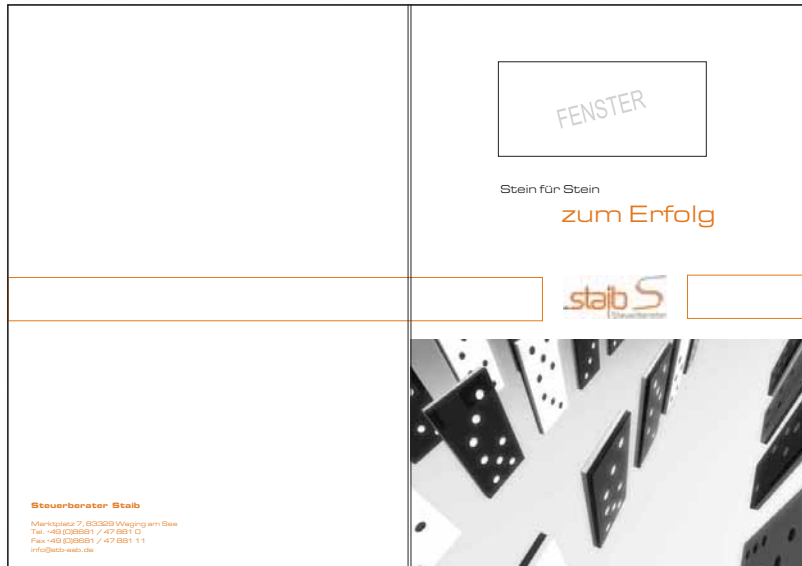 FENSTER
Stein für Stein
zum Erfolg
staib S
Steuerberater
Steuerberater Staib
Marktplatz 7, 83329 Waging am See
Tel. +49 (0)8681 / 47 881 0
Fax +49 (0)8681 / 47 881 11
info@stb-ssb.de